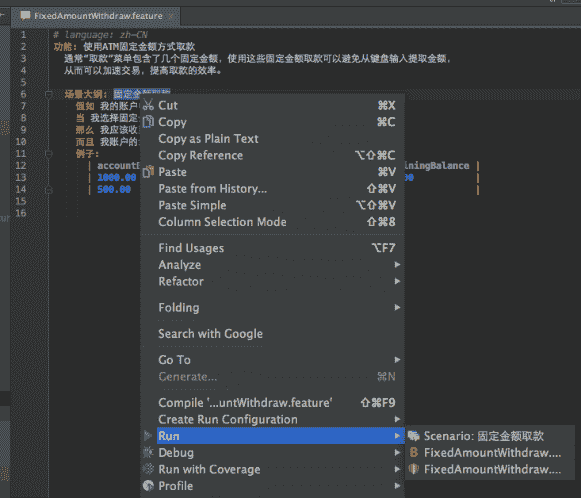 FixedAmountWithdraw.feature
1 # language: zh-CN
2 功能: 使用ATM固定金额方式取款
3 通常“取款”菜单包含了几个固定金额,使用这些固定金额取款可以避免从键盘输入提取金额,
4 从而可以加速交易,提高取款的效率。
5
6 场景大纲: 固定金额取款
7 假如 我的账户
8 当 我选择固定
9 那么 我应该收
10 而且 我账户的
11 例子:
12 | accountB iningBalance |
13 | 1000.00 00 |
14 | 500.00 |
15
16
Cut ⌘X
Copy ⌘C
Copy as Plain Text
Copy Reference ⌥⇧⌘C
Paste ⌘V
Paste from History... ⇧⌘V
Paste Simple ⌥⇧⌘V
Column Selection Mode ⇧⌘8
Find Usages ⌥F7
Analyze
Refactor
Folding
Search with Google
Go To
Generate... ⌘N
Compile '...untWithdraw.feature' ⇧⌘F9
Create Run Configuration
Run
Scenario: 固定金额取款
Debug
FixedAmountWithdraw....
Run with Coverage
FixedAmountWithdraw....
Profile